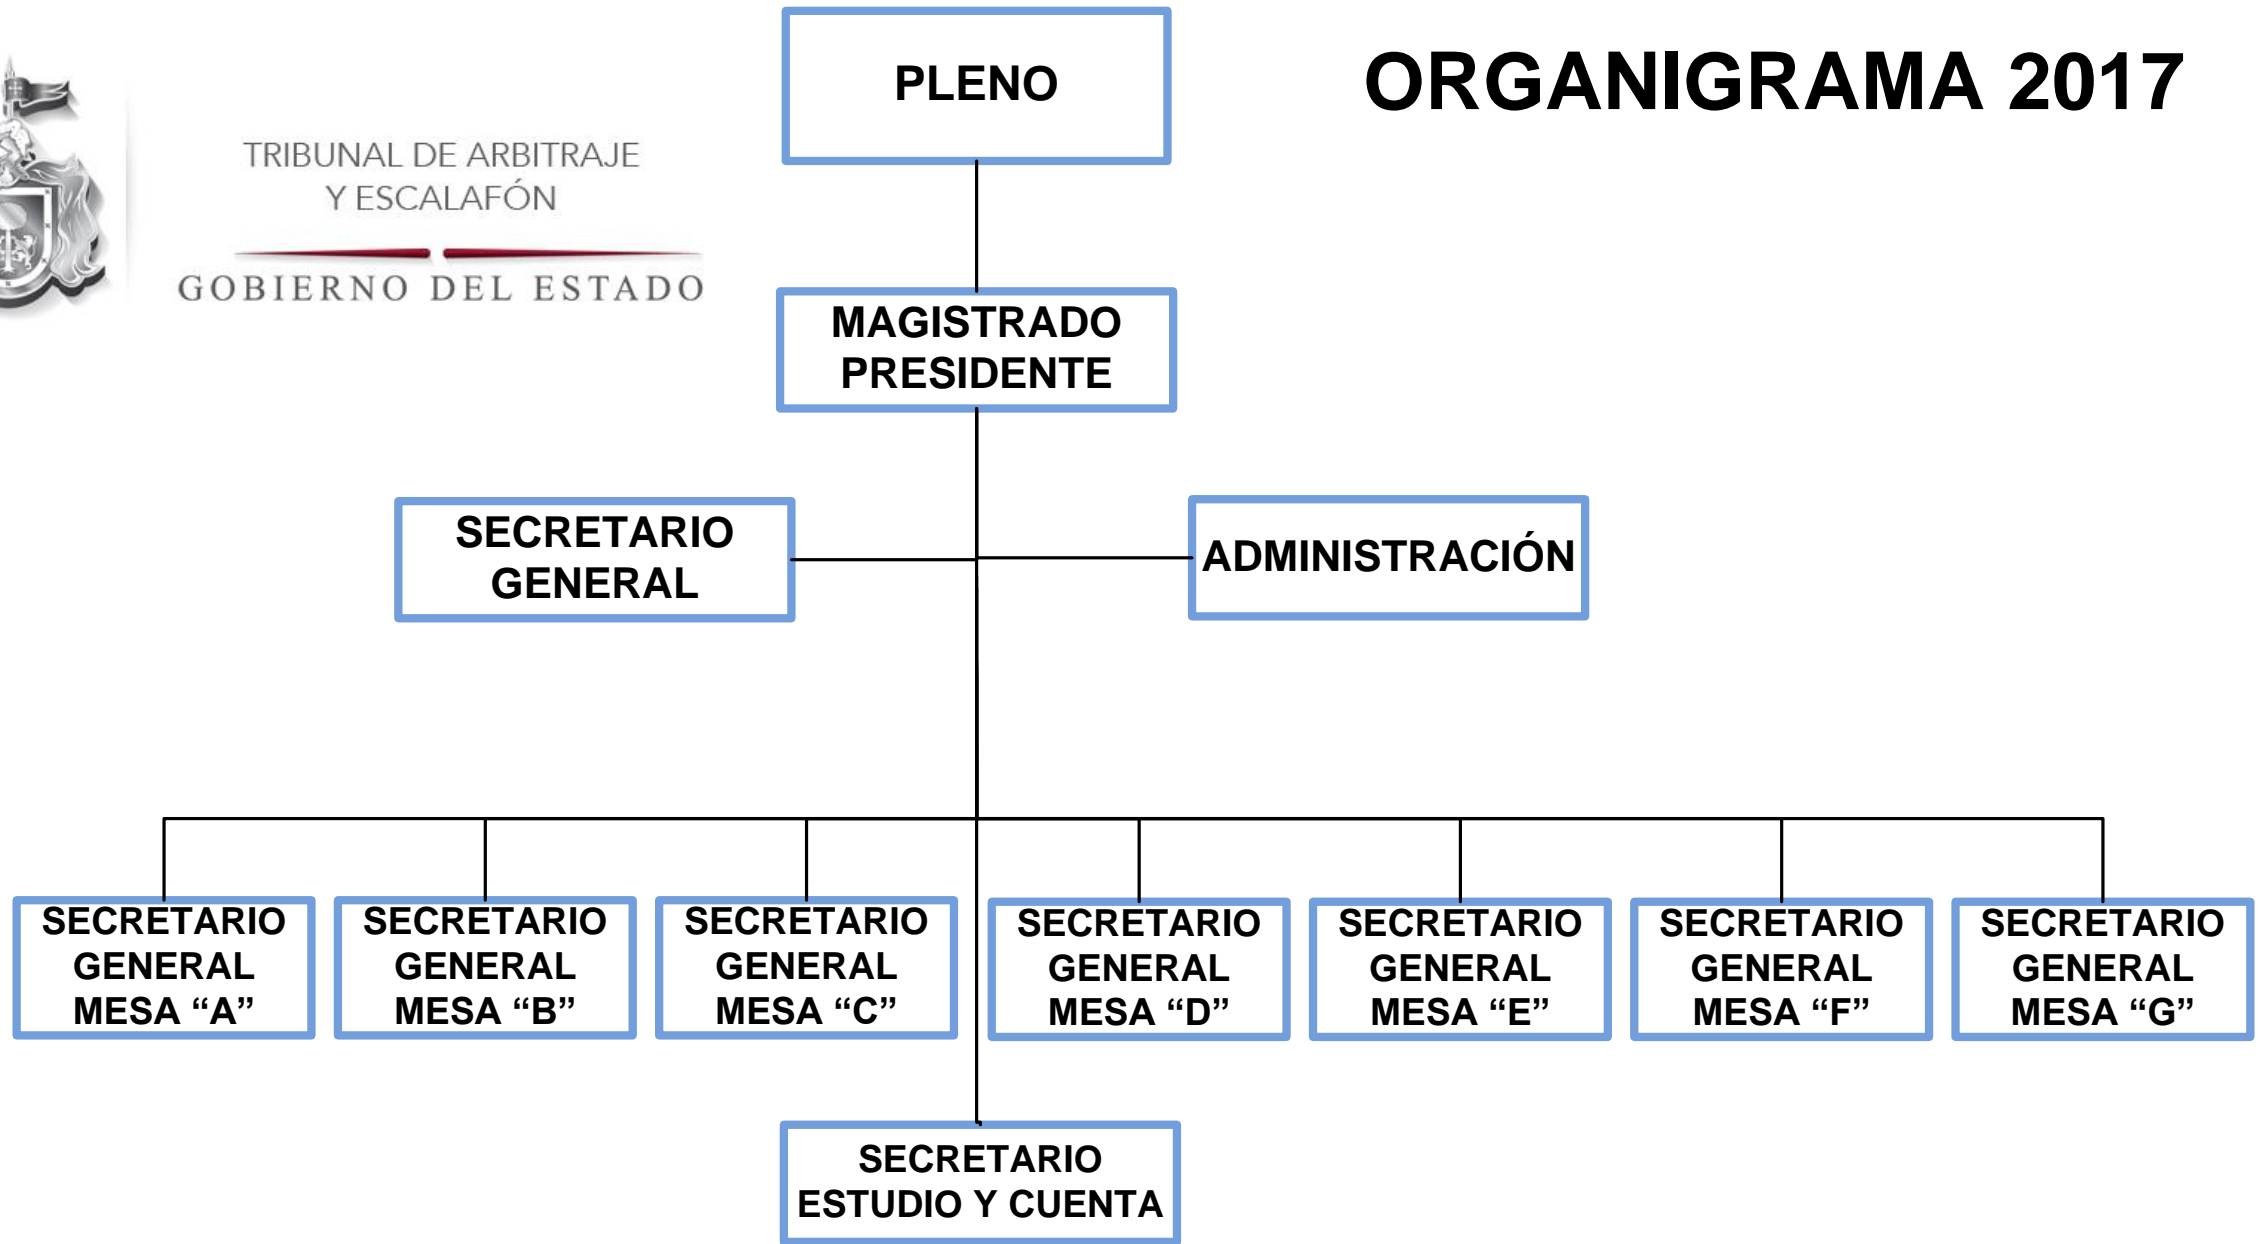 PLENO
ORGANIGRAMA 2017
TRIBUNAL DE ARBITRAJE
Y ESCALAFÓN
GOBIERNO DEL ESTADO
MAGISTRADO
PRESIDENTE
SECRETARIO
GENERAL
ADMINISTRACIÓN
SECRETARIO
GENERAL
MESA “A”
SECRETARIO
GENERAL
MESA “B”
SECRETARIO
GENERAL
MESA “C”
SECRETARIO
GENERAL
MESA “D”
SECRETARIO
GENERAL
MESA “E”
SECRETARIO
GENERAL
MESA “F”
SECRETARIO
GENERAL
MESA “G”
SECRETARIO
ESTUDIO Y CUENTA